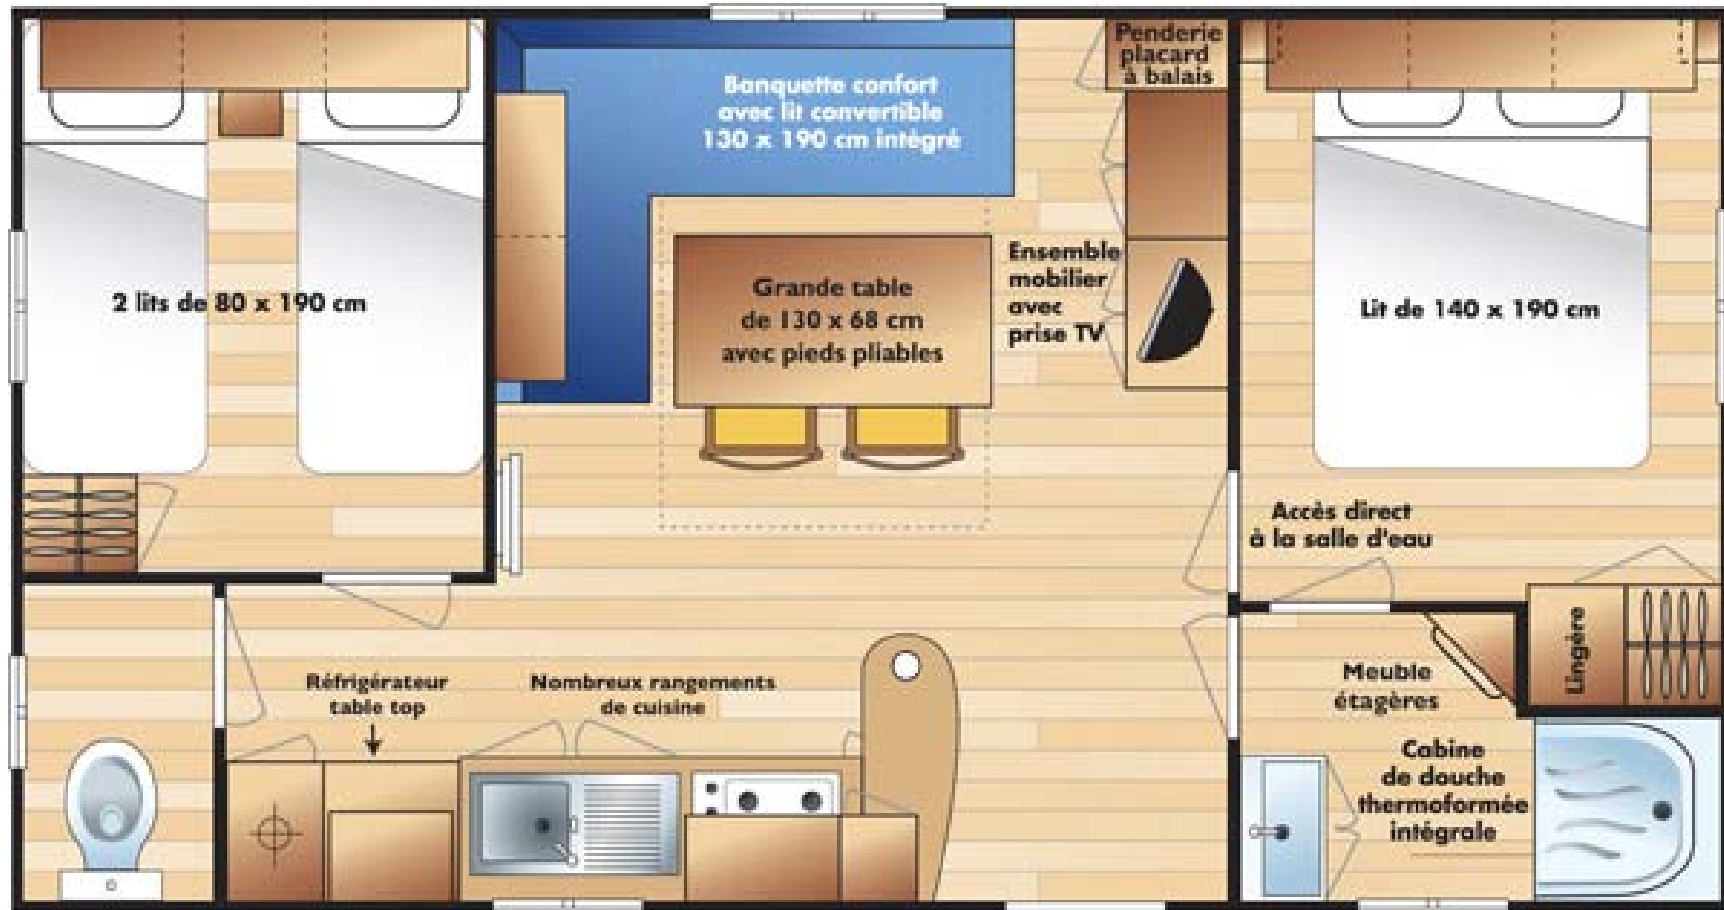 Penderie
placard
à balais
Banquette confort
avec lit convertible
130 x 190 cm intégré
Ensemble
mobilier
avec
prise TV
Grande table
de 130 x 68 cm
avec pieds pliables
2 lits de 80 x 190 cm
Lit de 140 x 190 cm
Accès direct
à la salle d'eau
Lingère
Meuble
étagères
Réfrigérateur
table top
Nombreux rangements
de cuisine
Cabine
de douche
thermoformée
intégrale